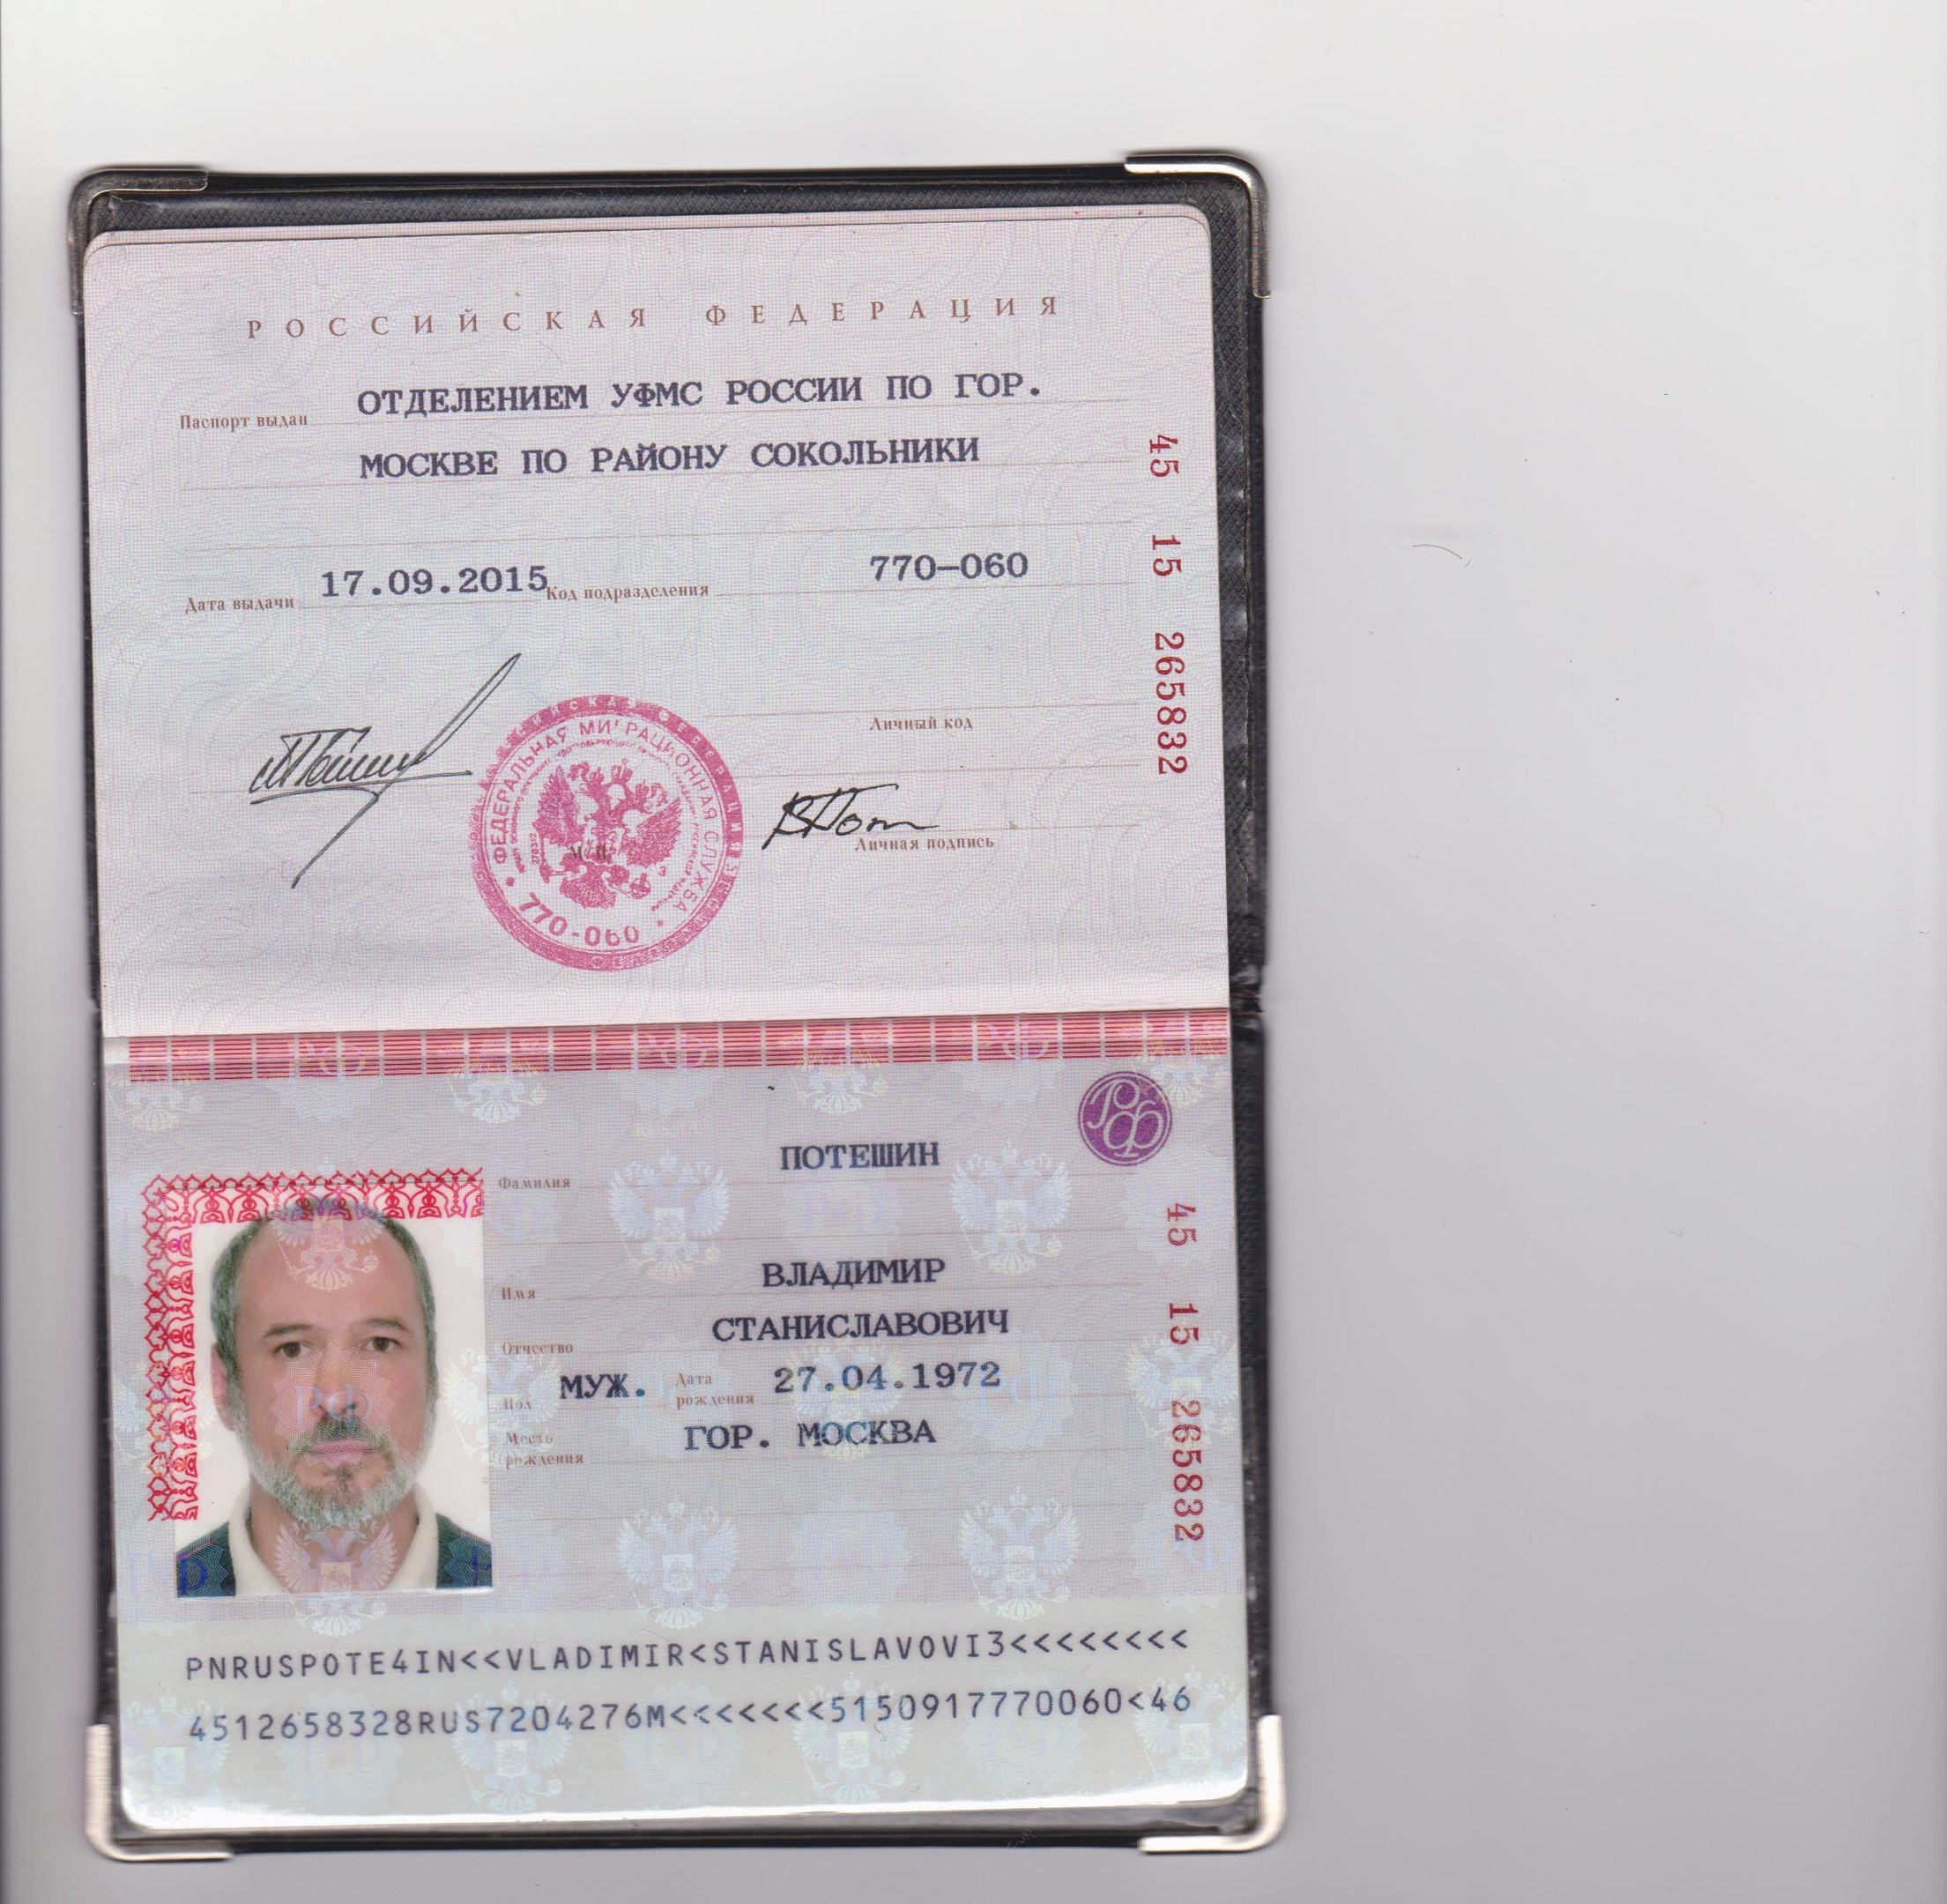 РОССИЙСКАЯ ФЕДЕРАЦИЯ
Паспорт выдан ОТДЕЛЕНИЕМ УФМС РОССИИ ПО ГОР.
МОСКВЕ ПО РАЙОНУ СОКОЛЬНИКИ
Дата выдачи 17.09.2015 Код подразделения 770-060
45 15 265832
Личный код
ФЕДЕРАЛЬНАЯ МИГРАЦИОННАЯ СЛУЖБА
770-060
М.П.
Личная подпись
РФ
Фамилия ПОТЕШИН
Имя ВЛАДИМИР
Отчество СТАНИСЛАВОВИЧ
Пол МУЖ. Дата рождения 27.04.1972
Место рождения ГОР. МОСКВА
45 15 265832
PNRUSPOTE4IN<<VLADIMIR<STANISLAVOVI3<<<<<<<<
4512658328RUS7204276M<<<<<<<5150917770060<46